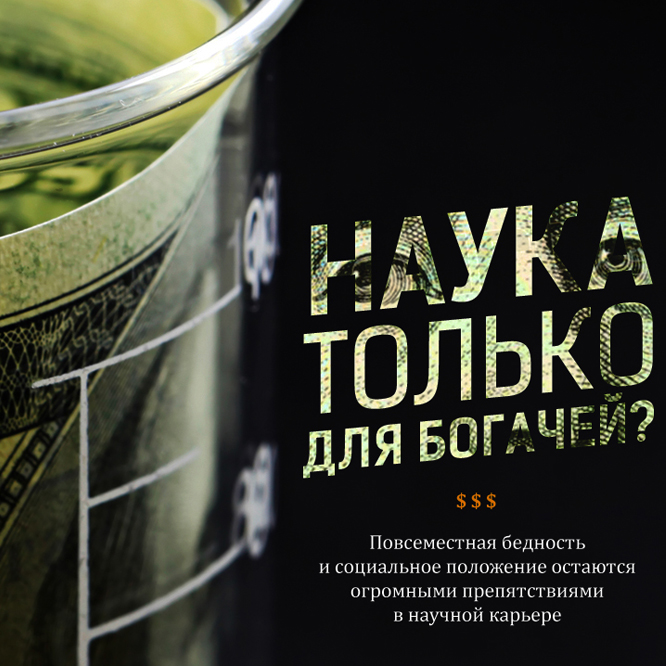 НАУКА
ТОЛЬКО
ДЛЯ БОГАЧЕЙ?
$$$
Повсеместная бедность
и социальное положение остаются
огромными препятствиями
в научной карьере